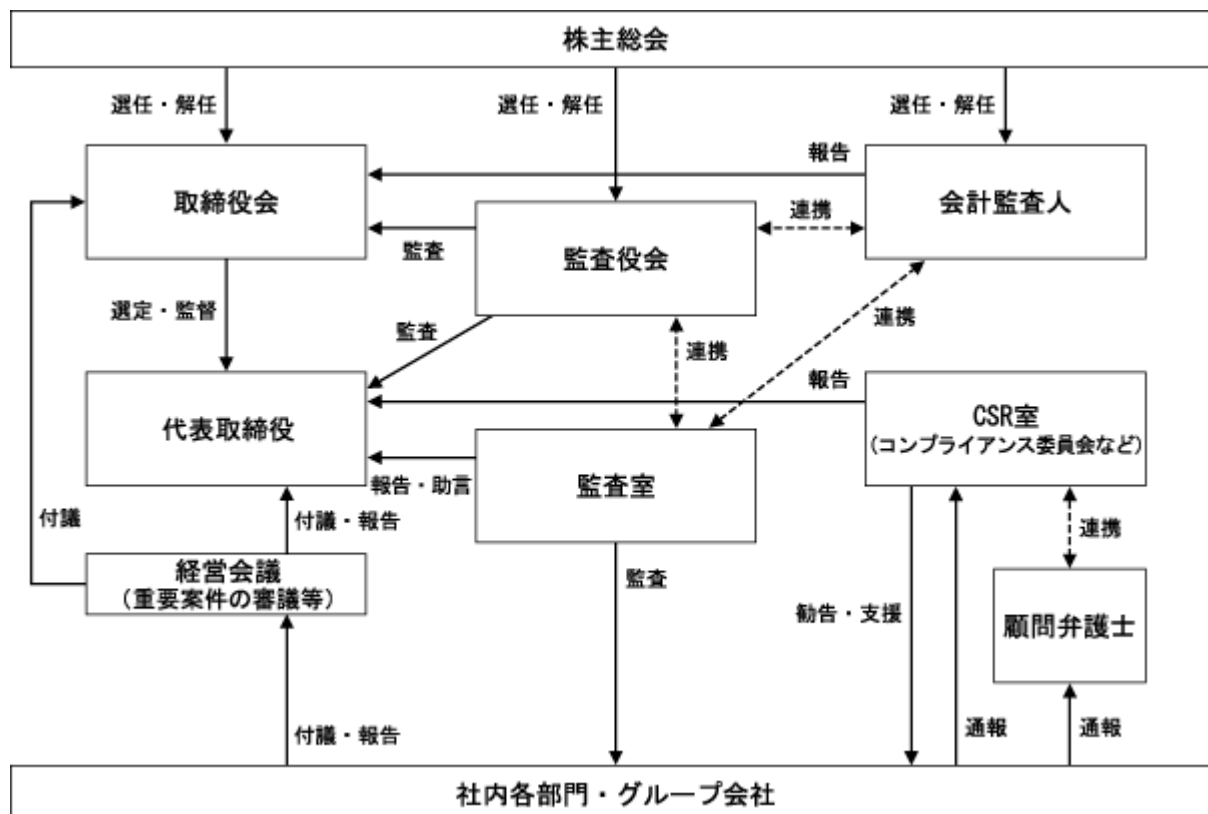 株主総会
選任・解任
選任・解任
選任・解任
取締役会
報告
会計監査人
監査役会
連携
監査
選定・監督
監査
連携
連携
代表取締役
報告
CSR室
(コンプライアンス委員会など)
監査室
報告・助言
付議
付議・報告
経営会議
(重要案件の審議等)
監査
勧告・支援
連携
顧問弁護士
付議・報告
通報
通報
社内各部門・グループ会社